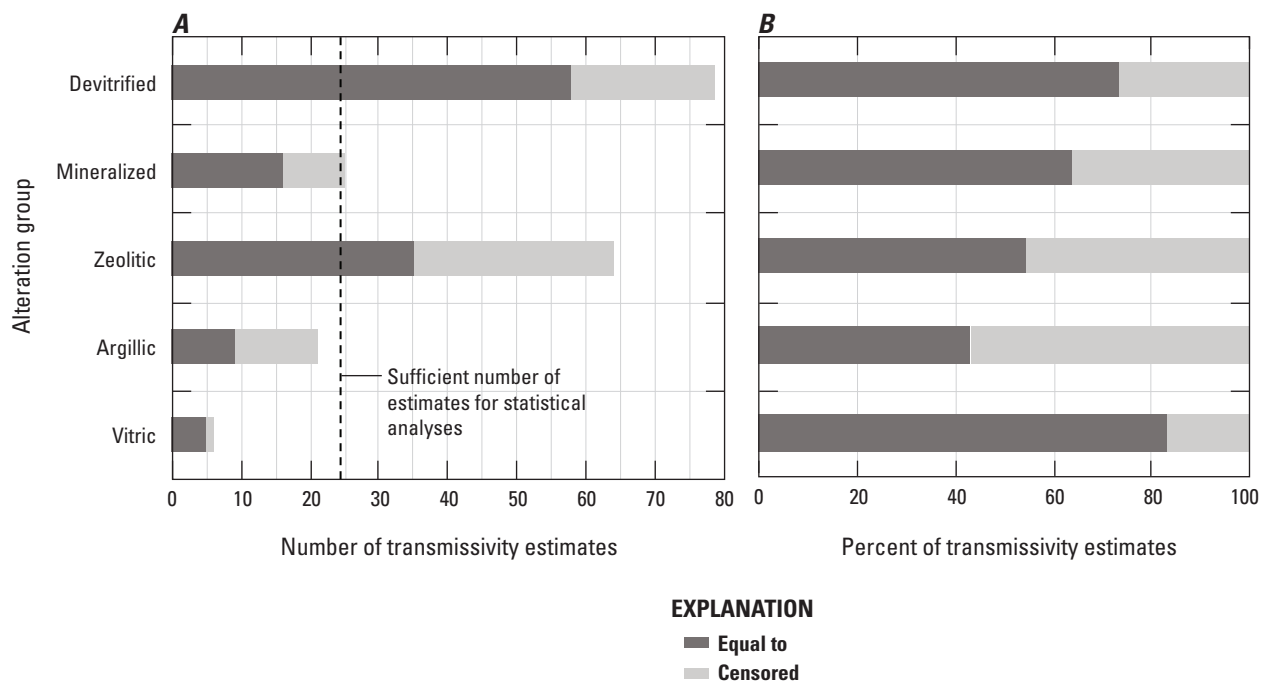 A
B
Alteration group
Devitrified
Mineralized
Zeolitic
Argillic
Vitric
Sufficient number of
estimates for statistical
analyses
0 10 20 30 40 50 60 70 80
Number of transmissivity estimates
0 20 40 60 80 100
Percent of transmissivity estimates
EXPLANATION
Equal to
Censored